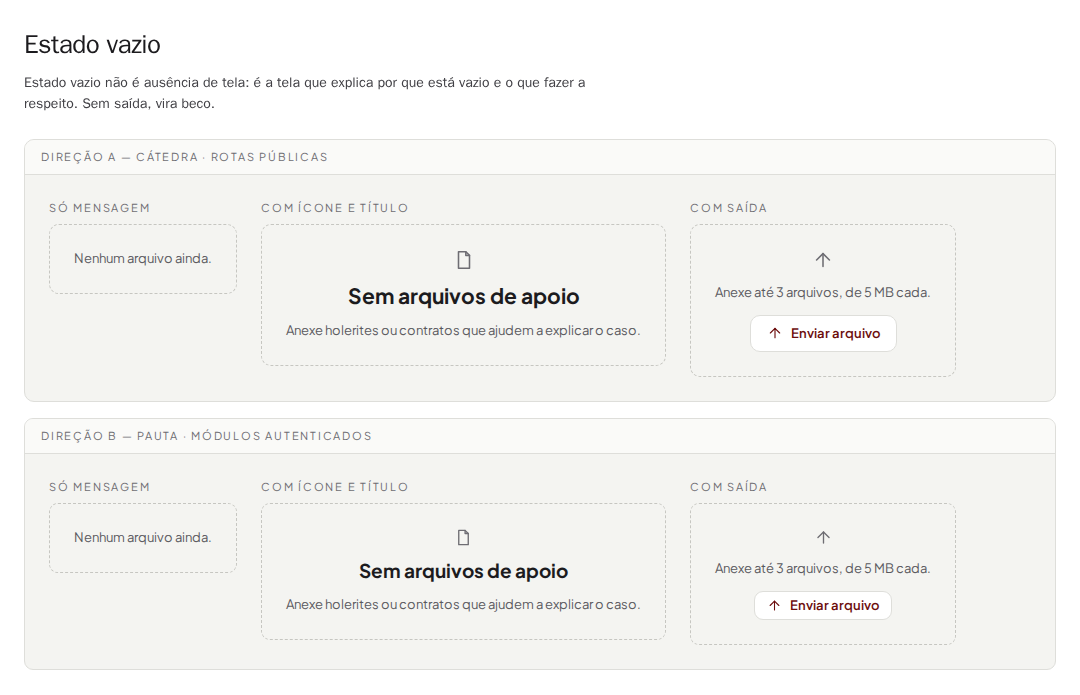 Estado vazio
Estado vazio não é ausência de tela: é a tela que explica por que está vazio e o que fazer a
respeito. Sem saída, vira beco.
DIREÇÃO A — CÁTEDRA · ROTAS PÚBLICAS
SÓ MENSAGEM
Nenhum arquivo ainda.
COM ÍCONE E TÍTULO
Sem arquivos de apoio
Anexe holerites ou contratos que ajudem a explicar o caso.
COM SAÍDA
Anexe até 3 arquivos, de 5 MB cada.
Enviar arquivo
DIREÇÃO B — PAUTA · MÓDULOS AUTENTICADOS
SÓ MENSAGEM
Nenhum arquivo ainda.
COM ÍCONE E TÍTULO
Sem arquivos de apoio
Anexe holerites ou contratos que ajudem a explicar o caso.
COM SAÍDA
Anexe até 3 arquivos, de 5 MB cada.
Enviar arquivo